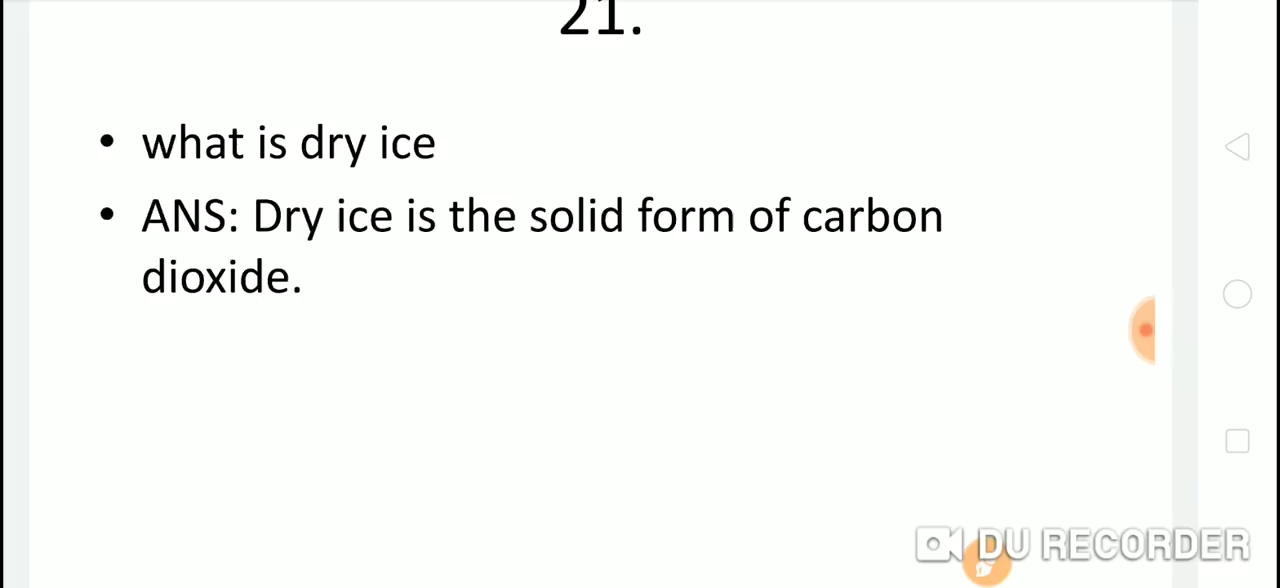 21.
• what is dry ice
• ANS: Dry ice is the solid form of carbon
dioxide.
DU RECORDER